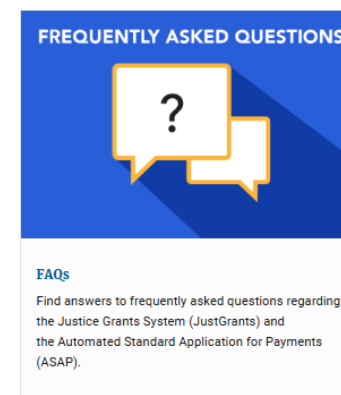 FREQUENTLY ASKED QUESTIONS
?
FAQs
Find answers to frequently asked questions regarding
the Justice Grants System (JustGrants) and
the Automated Standard Application for Payments
(ASAP).